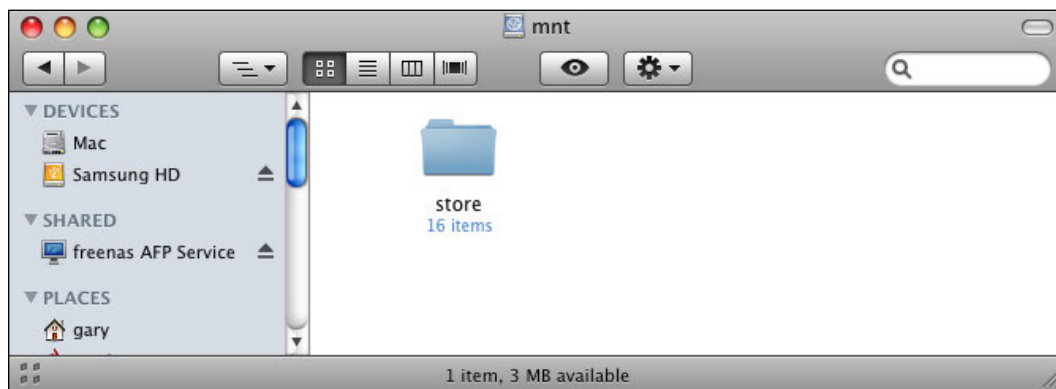 mnt
DEVICES
Mac
Samsung HD
SHARED
freenas AFP Service
PLACES
gary
store
16 items
1 item, 3 MB available